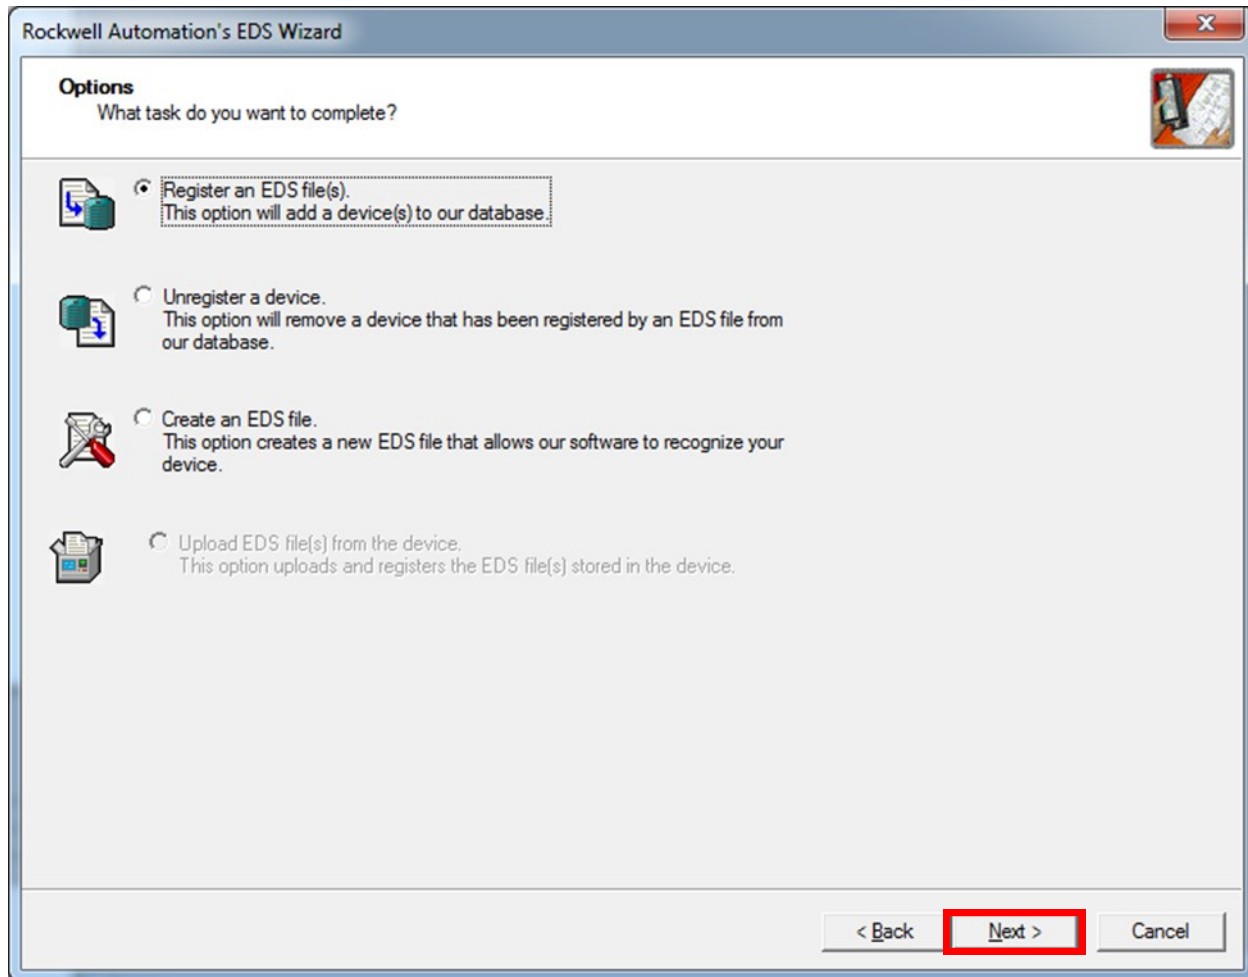 Rockwell Automation's EDS Wizard
x
Options
What task do you want to complete?
Register an EDS file(s).
This option will add a device(s) to our database.
Unregister a device.
This option will remove a device that has been registered by an EDS file from
our database.
Create an EDS file.
This option creates a new EDS file that allows our software to recognize your
device.
Upload EDS file(s) from the device.
This option uploads and registers the EDS file(s) stored in the device.
< Back
Next >
Cancel